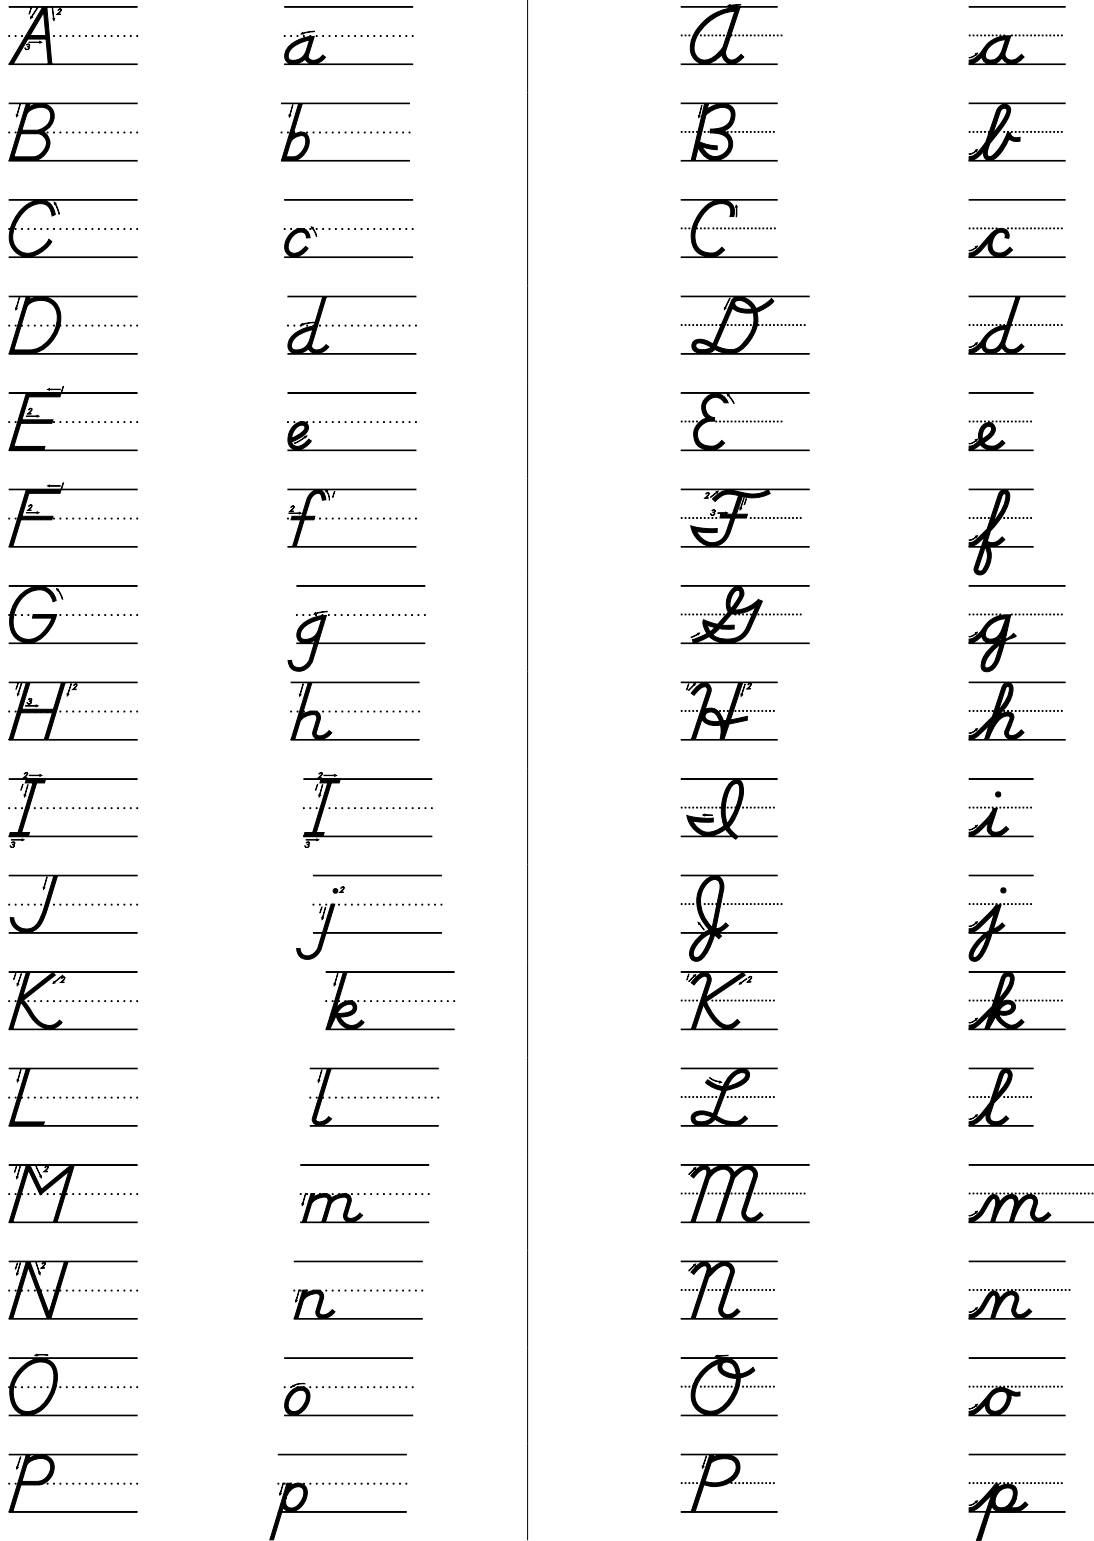 A a A a
B b B b
C c C c
D d D d
E e E e
F f F f
G g G g
H h H h
I I I i
J j J j
K k K k
L l L l
M m M m
N n N n
O o O o
P p P p